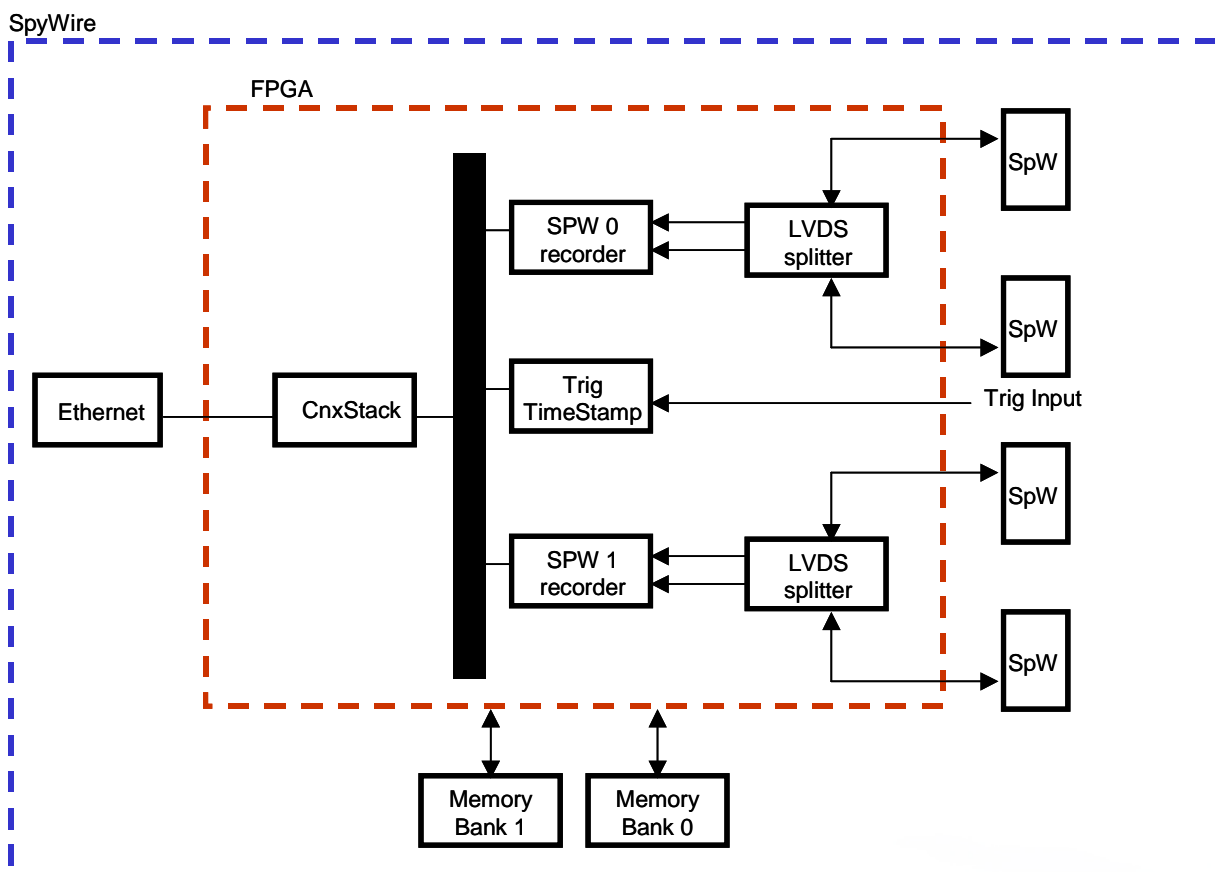 SpyWire
FPGA
SpW
SPW 0
recorder
LVDS
splitter
SpW
Ethernet
CnxStack
Trig
TimeStamp
Trig Input
SpW
SPW 1
recorder
LVDS
splitter
SpW
Memory
Bank 1
Memory
Bank 0